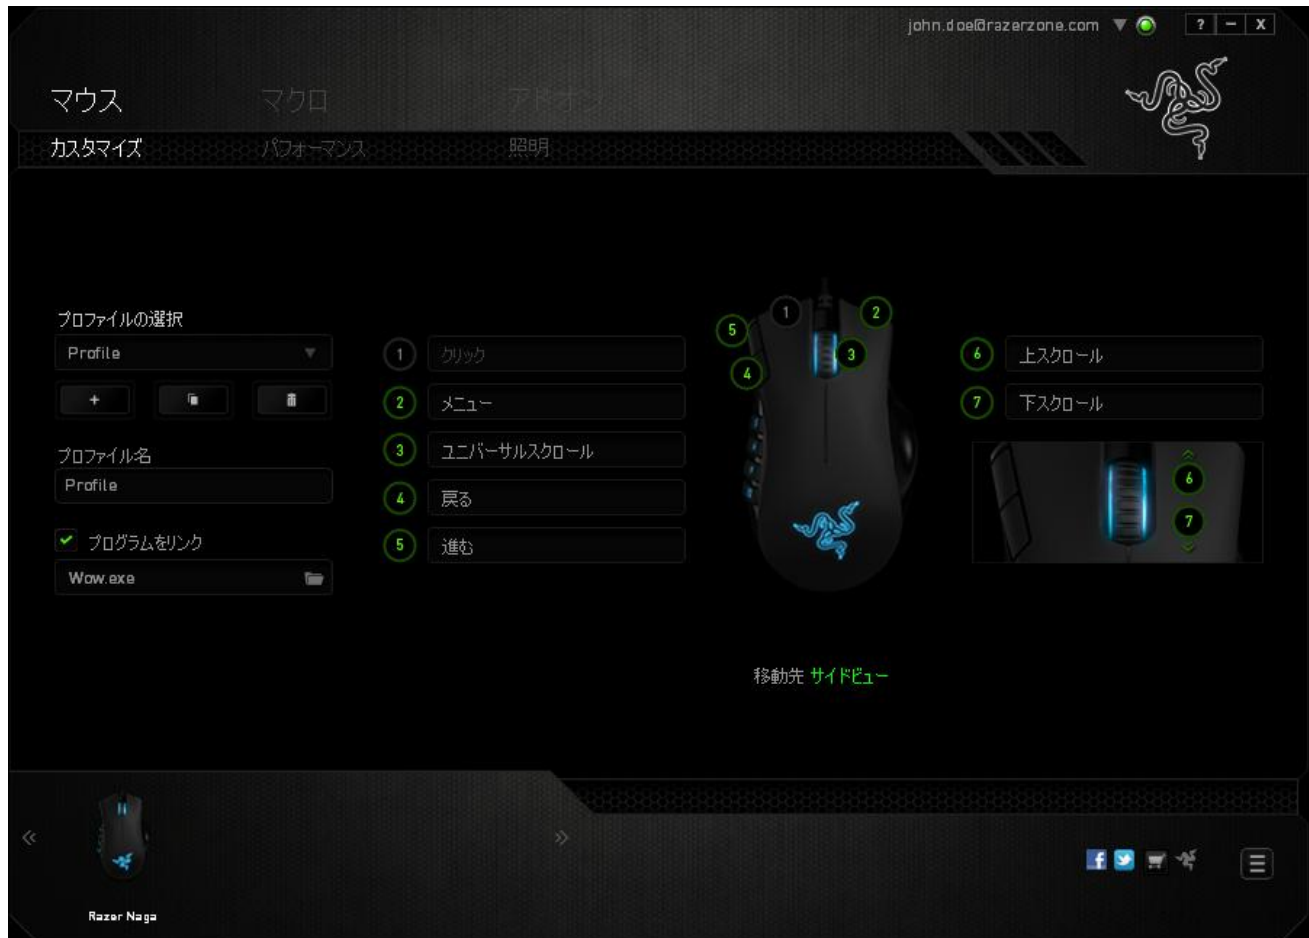 john.doe@razerzone.com
? − X
マウス マクロ アドオン
カスタマイズ パフォーマンス 照明
プロファイルの選択
Profile
+
プロファイル名
Profile
プログラムをリンク
Wow.exe
1 クリック
2 メニュー
3 ユニバーサルスクロール
4 戻る
5 進む
1
2
3
4
5
6 上スクロール
7 下スクロール
6
7
移動先 サイドビュー
Razer Naga